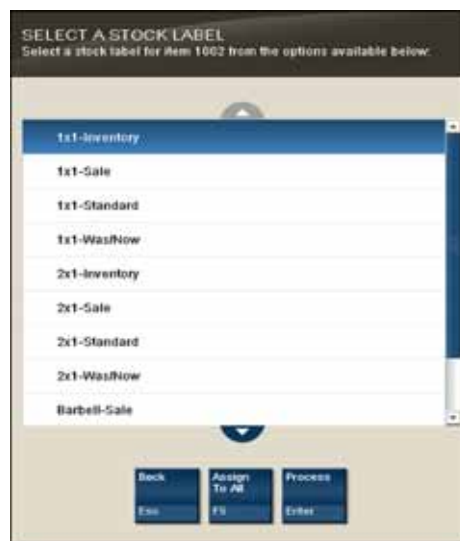 SELECT A STOCK LABEL
Select a stock label for item 1002 from the options available below:
1x1-Inventory
1x1-Sale
1x1-Standard
1x1-Was/Now
2x1-Inventory
2x1-Sale
2x1-Standard
2x1-Was/Now
Barbell-Sale
Back
Esc
Assign
To All
F5
Process
Enter